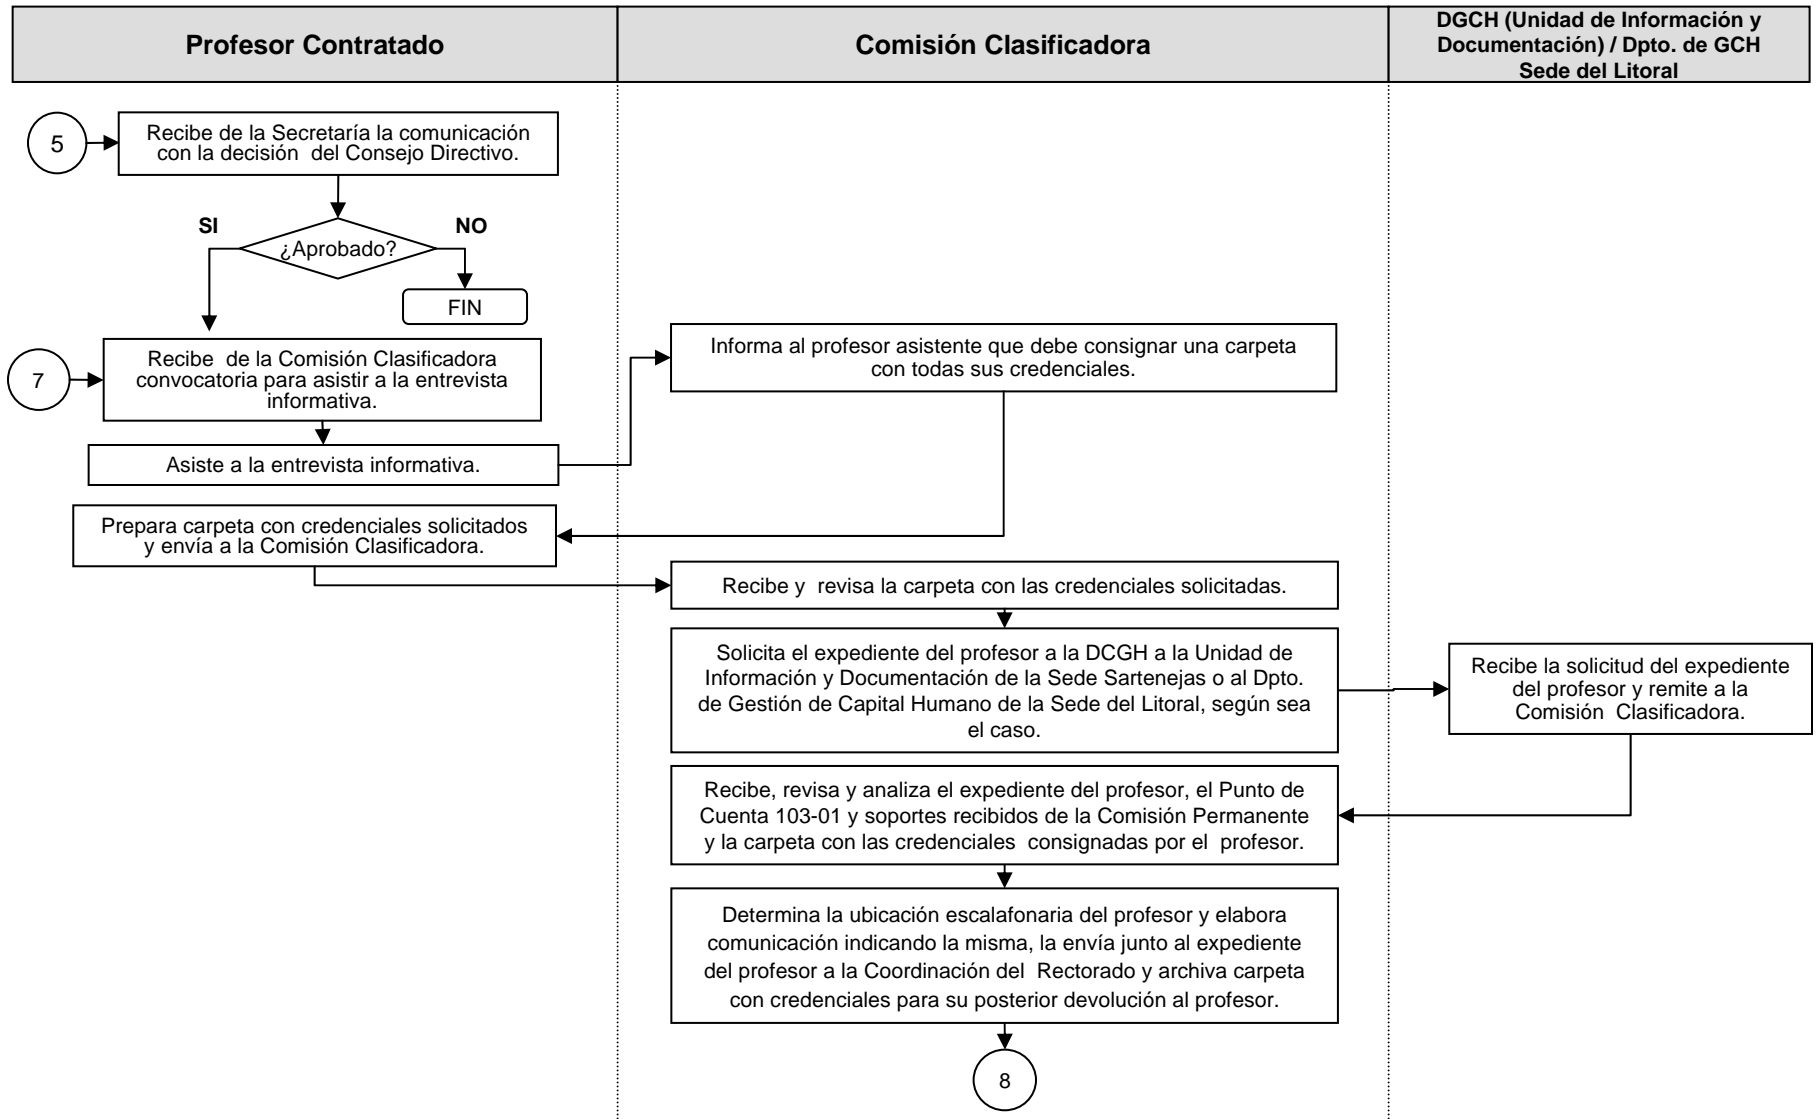 Profesor Contratado
Comisión Clasificadora
DGCH (Unidad de Información y
Documentación) / Dpto. de GCH
Sede del Litoral
5
Recibe de la Secretaría la comunicación
con la decisión del Consejo Directivo.
SI
NO
¿Aprobado?
FIN
7
Recibe de la Comisión Clasificadora
convocatoria para asistir a la entrevista
informativa.
Informa al profesor asistente que debe consignar una carpeta
con todas sus credenciales.
Asiste a la entrevista informativa.
Prepara carpeta con credenciales solicitados
y envía a la Comisión Clasificadora.
Recibe y revisa la carpeta con las credenciales solicitadas.
Solicita el expediente del profesor a la DCGH a la Unidad de
Información y Documentación de la Sede Sartenejas o al Dpto.
de Gestión de Capital Humano de la Sede del Litoral, según sea
el caso.
Recibe la solicitud del expediente
del profesor y remite a la
Comisión Clasificadora.
Recibe, revisa y analiza el expediente del profesor, el Punto de
Cuenta 103-01 y soportes recibidos de la Comisión Permanente
y la carpeta con las credenciales consignadas por el profesor.
Determina la ubicación escalafonaria del profesor y elabora
comunicación indicando la misma, la envía junto al expediente
del profesor a la Coordinación del Rectorado y archiva carpeta
con credenciales para su posterior devolución al profesor.
8